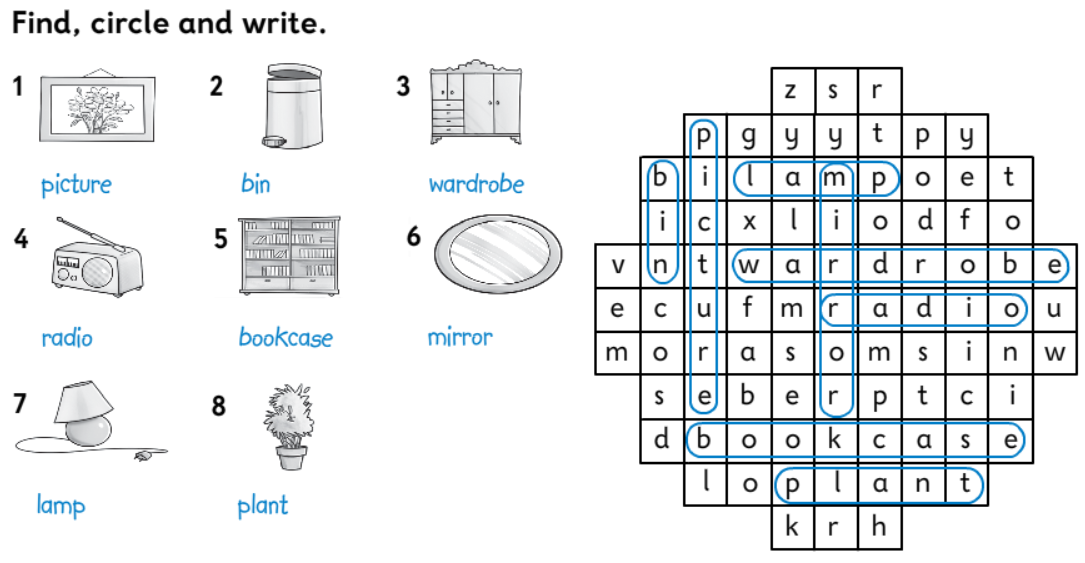 Find, circle and write.
1 2 3
picture bin wardrobe
4 5 6
radio bookcase mirror
7 8
lamp plant
z s r
p g y y t p y
b i l a m p o e t
i c x l i o d f o
v n t w a r d r o b e
e c u f m r a d i o u
m o r a s o m s i n w
s e b e r p t c i
d b o o k c a s e
l o p l a n t
k r h